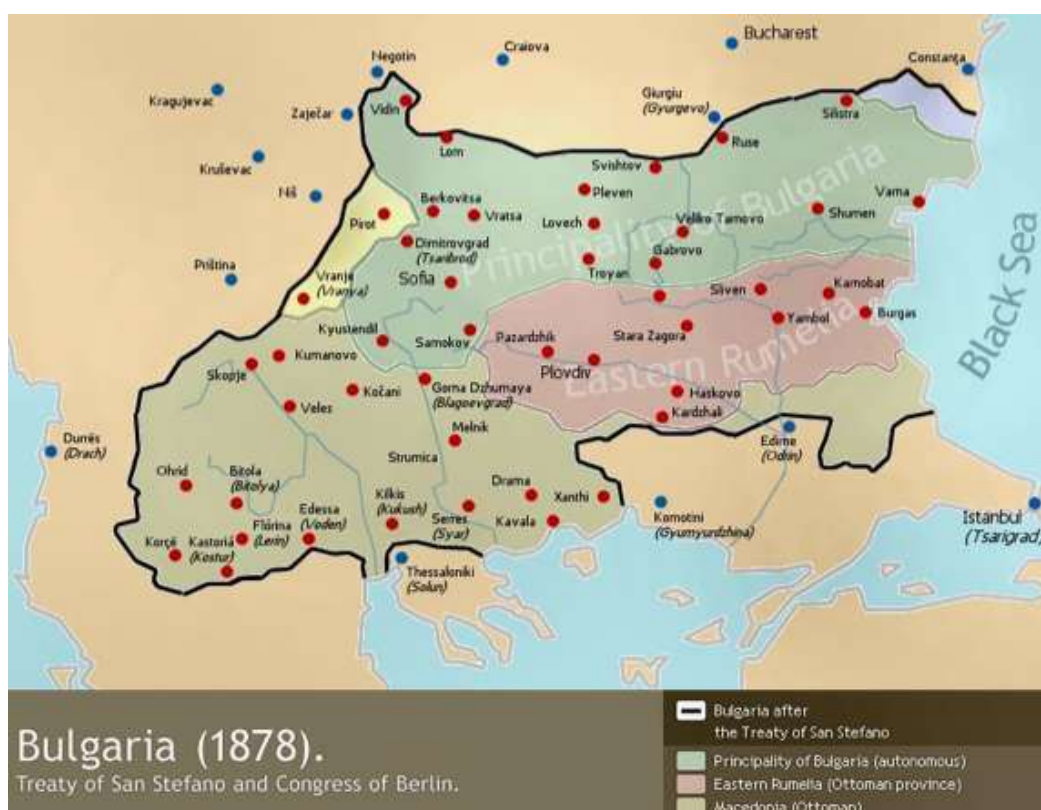 Bucharest
Craiova
Negotin
Constanţa
Kragujevac
Giurgiu
(Gyurgevo)
Zaječar
Vidin
Silistra
Lom
Ruse
Kruševac
Svishtov
Niš
Pleven
Berkovitsa
Varna
Vratsa
Pirot
Lovech
Veliko Tarnovo
Shumen
Principality of Bulgaria
Dimitrovgrad
(Tsaribrod)
Gabrovo
Priština
Sofia
Troyan
Vranje
(Vranya)
Sliven
Karnobat
Black Sea
Kyustendil
Samokov
Pazardzhik
Stara Zagora
Yambol
Burgas
Kumanovo
Skopje
Plovdiv
Eastern Rumelia
Kočani
Gorna Dzhumaya
(Blagoevgrad)
Haskovo
Veles
Kardzhali
Melnik
Durrës
(Drach)
Edirne
(Odrin)
Strumica
Ohrid
Bitola
(Bitolya)
Drama
Xanthi
Kilkis
(Kukush)
Edessa
(Voden)
Serres
(Syar)
Kavala
Komotini
(Gyumyurdzhina)
Istanbul
(Tsarigrad)
Flórina
(Lerin)
Korçë
Kastoriá
(Kostur)
Thessaloniki
(Solun)
Bulgaria (1878).
Treaty of San Stefano and Congress of Berlin.
Bulgaria after
the Treaty of San Stefano
Principality of Bulgaria (autonomous)
Eastern Rumelia (Ottoman province)
Macedonia (Ottoman)